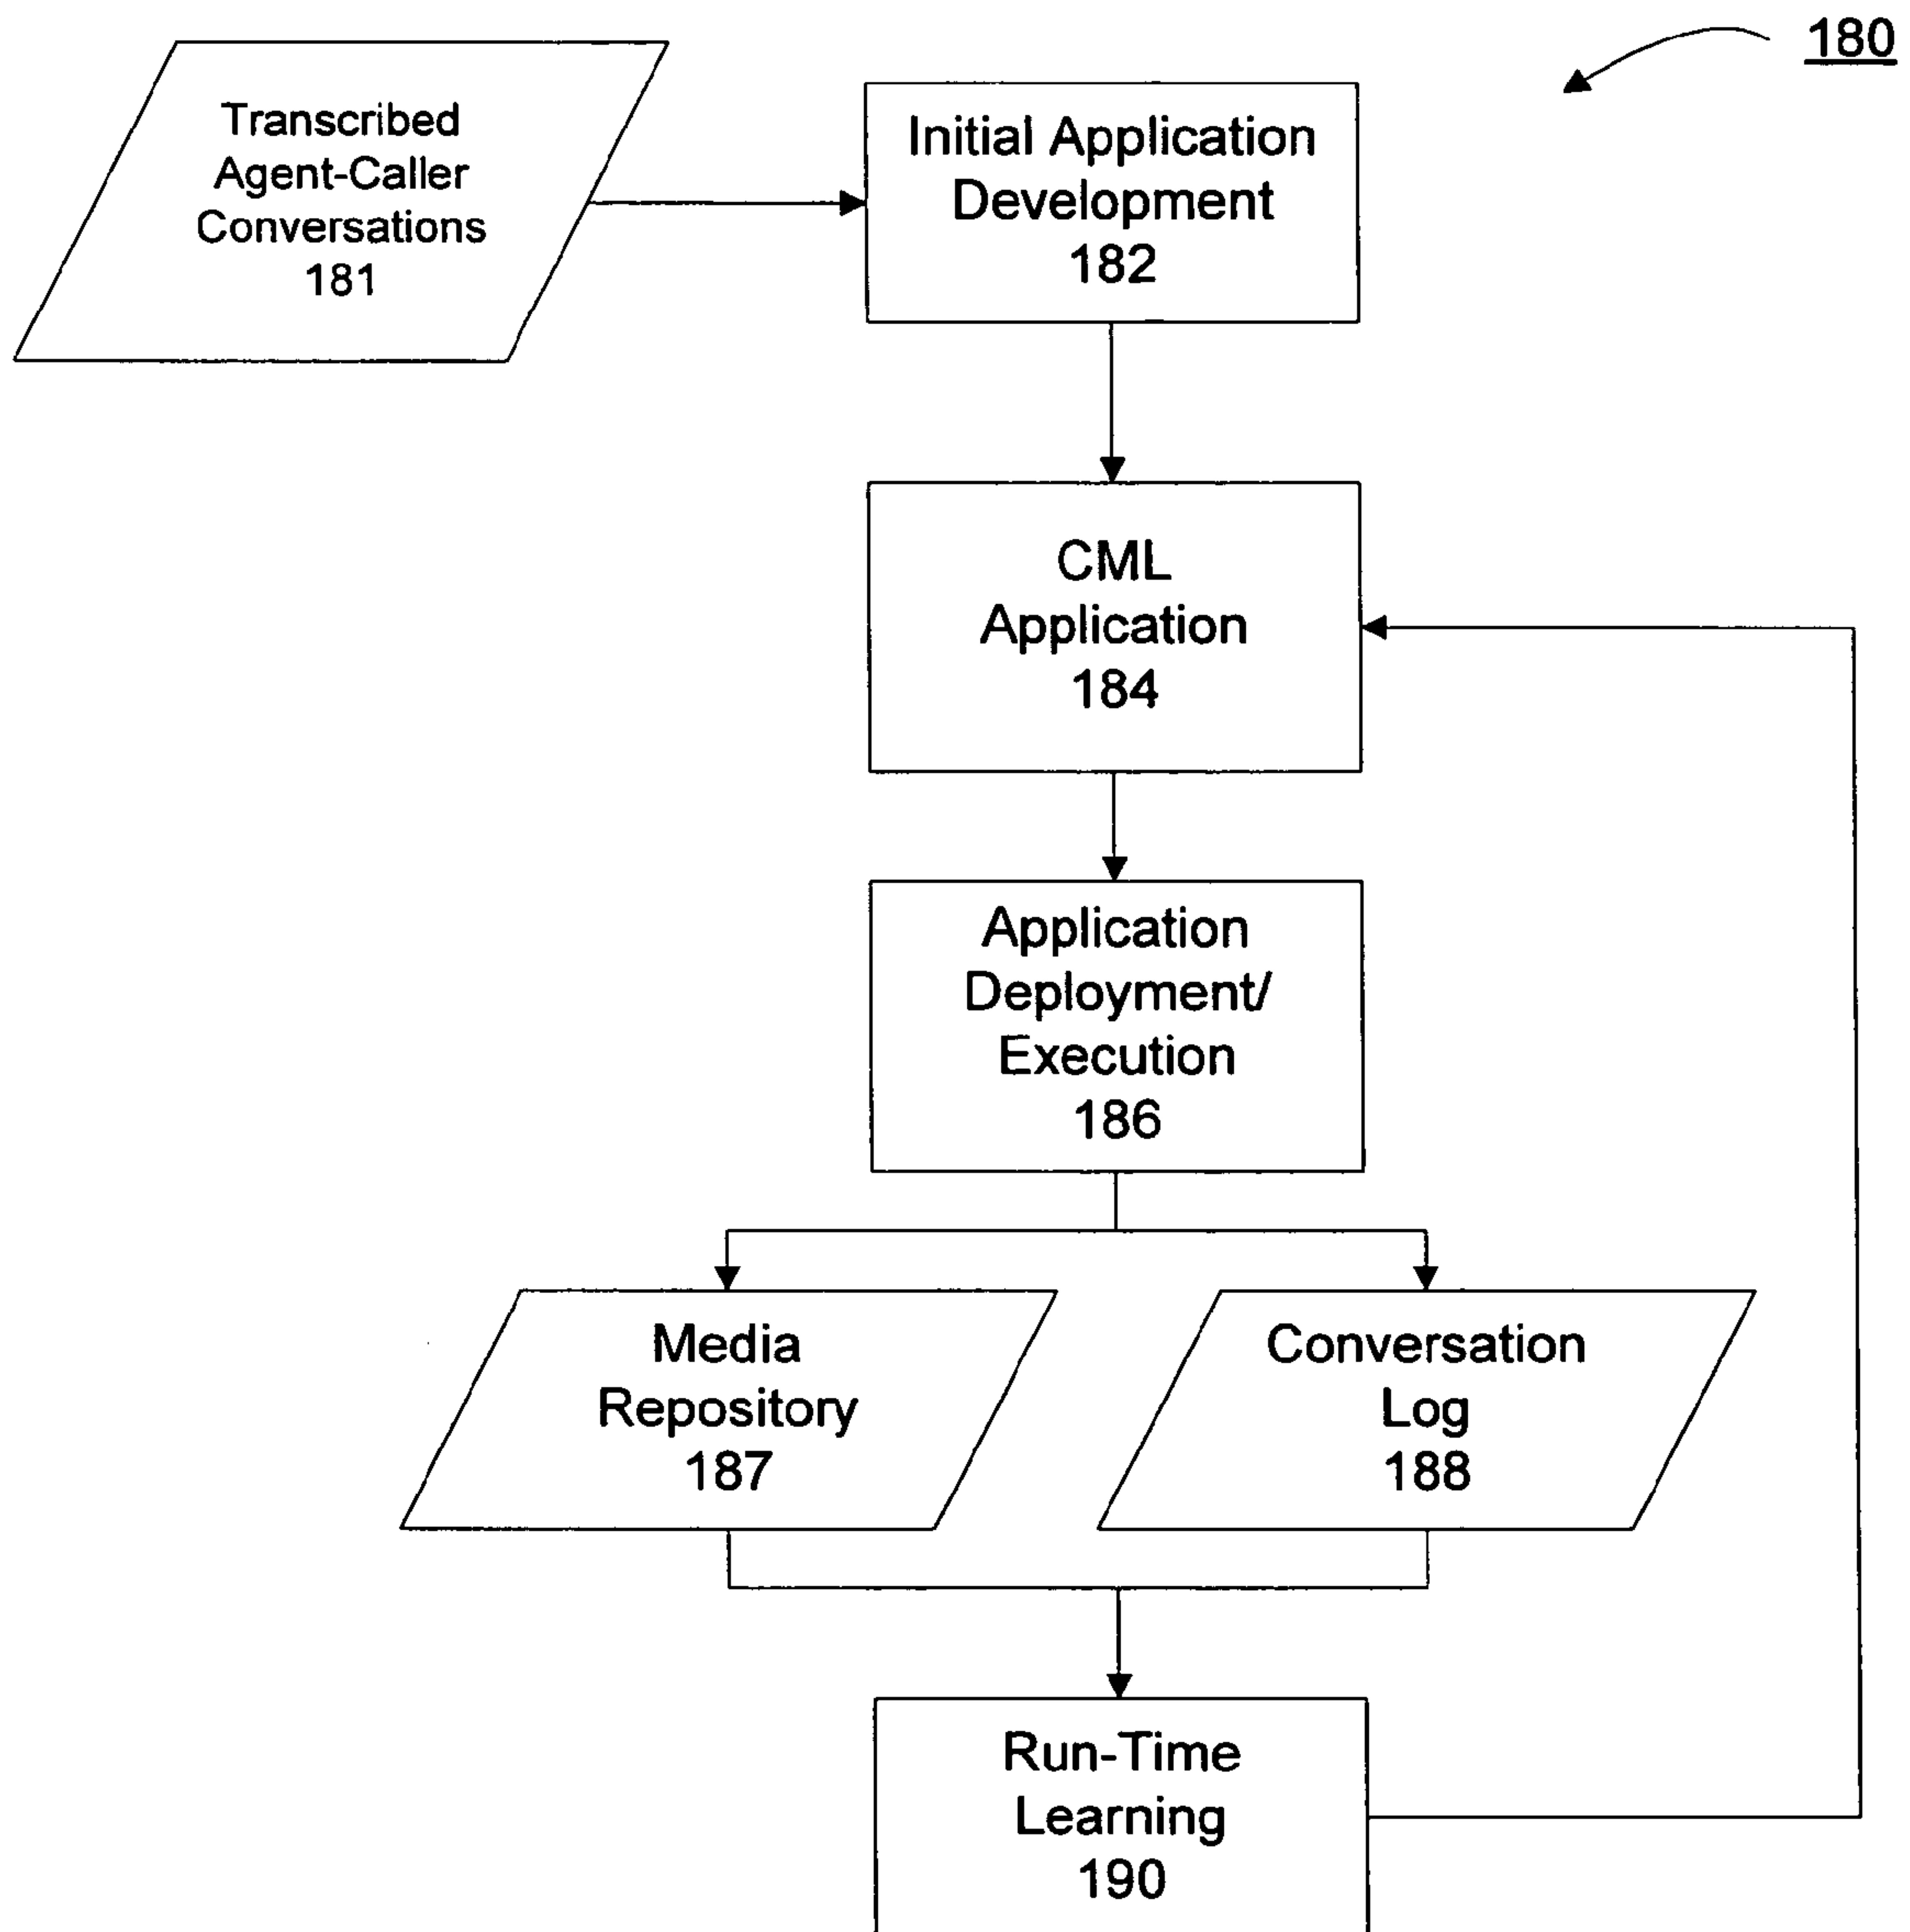 180
Transcribed
Agent-Caller
Conversations
181
Initial Application
Development
182
CML
Application
184
Application
Deployment/
Execution
186
Media
Repository
187
Conversation
Log
188
Run-Time
Learning
190